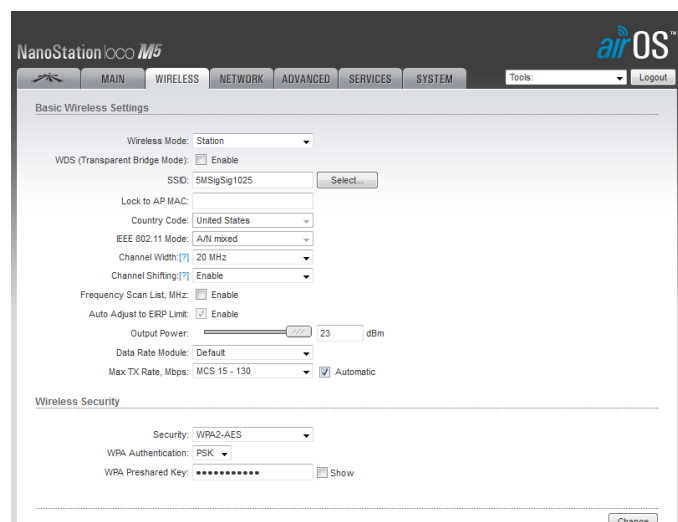 NanoStation loco M5
airOS™
MAIN WIRELESS NETWORK ADVANCED SERVICES SYSTEM Tools: Logout
Basic Wireless Settings
Wireless Mode: Station
WDS (Transparent Bridge Mode): Enable
SSID: 5MSigSig1025 Select...
Lock to AP MAC:
Country Code: United States
IEEE 802.11 Mode: A/N mixed
Channel Width:[?] 20 MHz
Channel Shifting:[?] Enable
Frequency Scan List, MHz: Enable
Auto Adjust to EIRP Limit: Enable
Output Power: 23 dBm
Data Rate Module: Default
Max TX Rate, Mbps: MCS 15 - 130 Automatic
Wireless Security
Security: WPA2-AES
WPA Authentication: PSK
WPA Preshared Key: ••••••••••• Show
Change